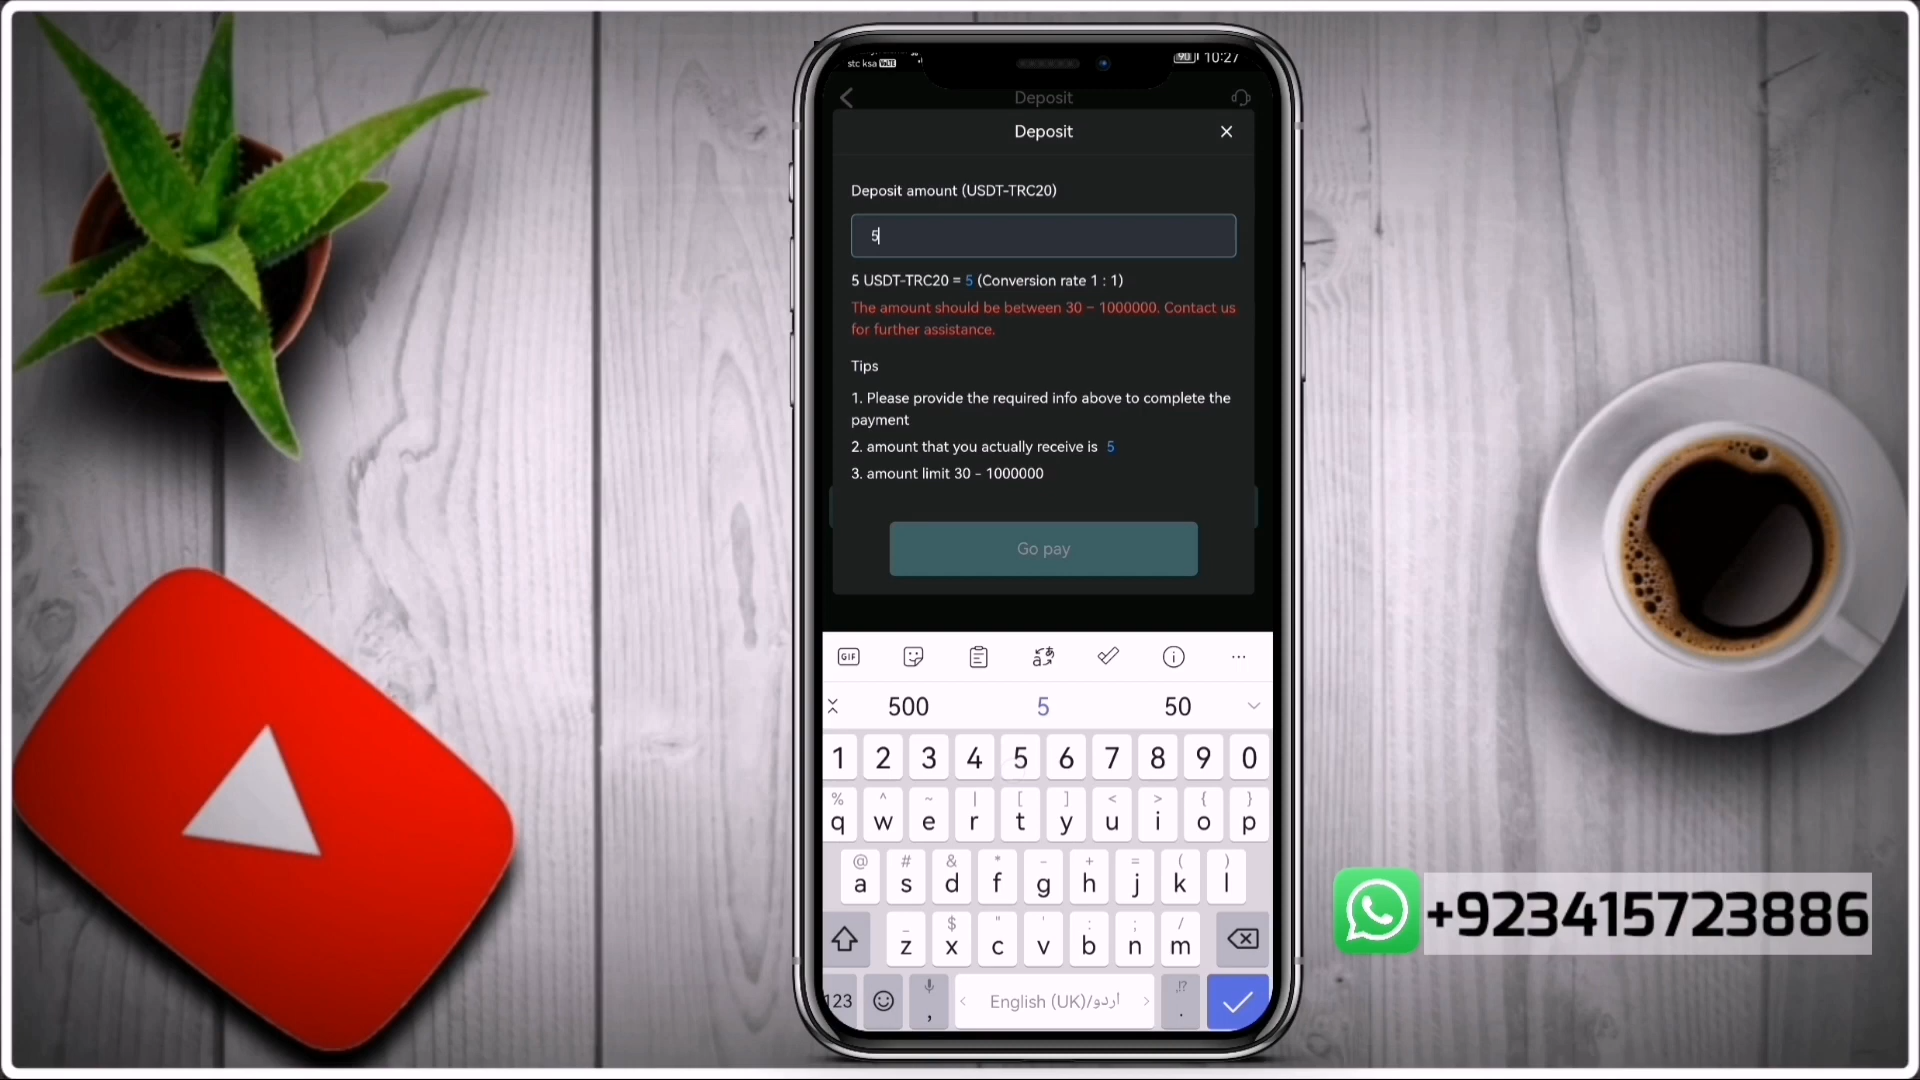 stc ksa VoLTE
90 10:27
Deposit
Deposit
Deposit amount (USDT-TRC20)
5
5 USDT-TRC20 = 5 (Conversion rate 1 : 1)
The amount should be between 30 – 1000000. Contact us
for further assistance.
Tips
1. Please provide the required info above to complete the
payment
2. amount that you actually receive is 5
3. amount limit 30 - 1000000
Go pay
GIF
500 5 50
1 2 3 4 5 6 7 8 9 0
% ^ ~ | [ ] < > { }
q w e r t y u i o p
@ # & * - + = ( )
a s d f g h j k l
_ $ " ' : ; /
z x c v b n m
,!?
123 , English (UK)/اردو .
+923415723886